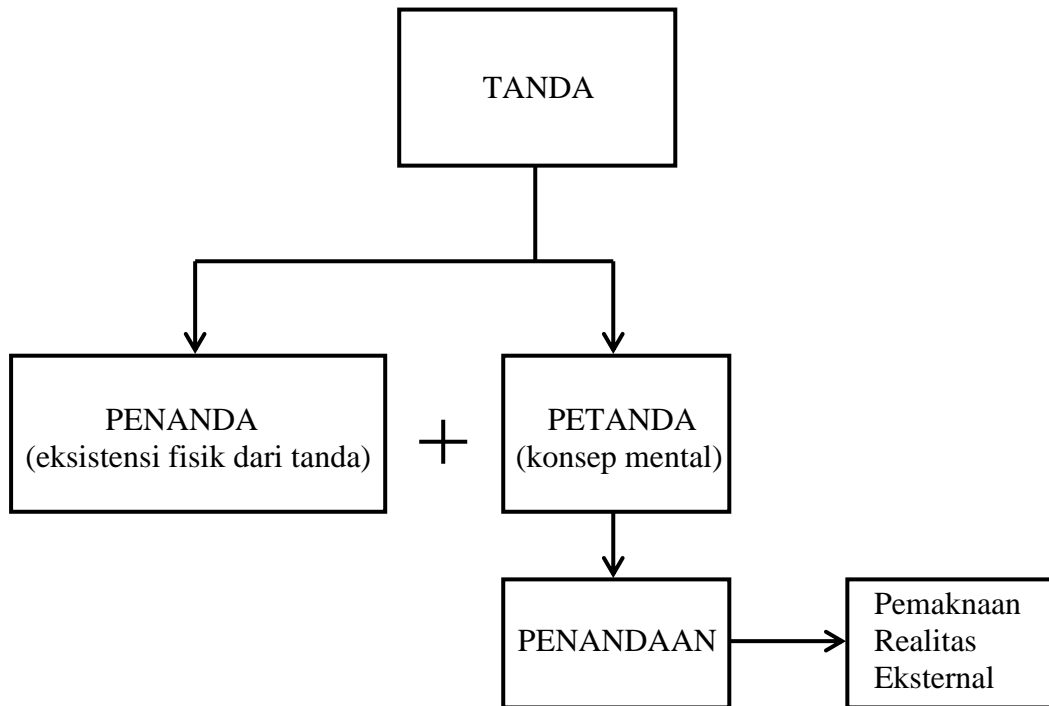 TANDA
PENANDA
(eksistensi fisik dari tanda)
+
PETANDA
(konsep mental)
PENANDAAN
Pemaknaan
Realitas
Eksternal